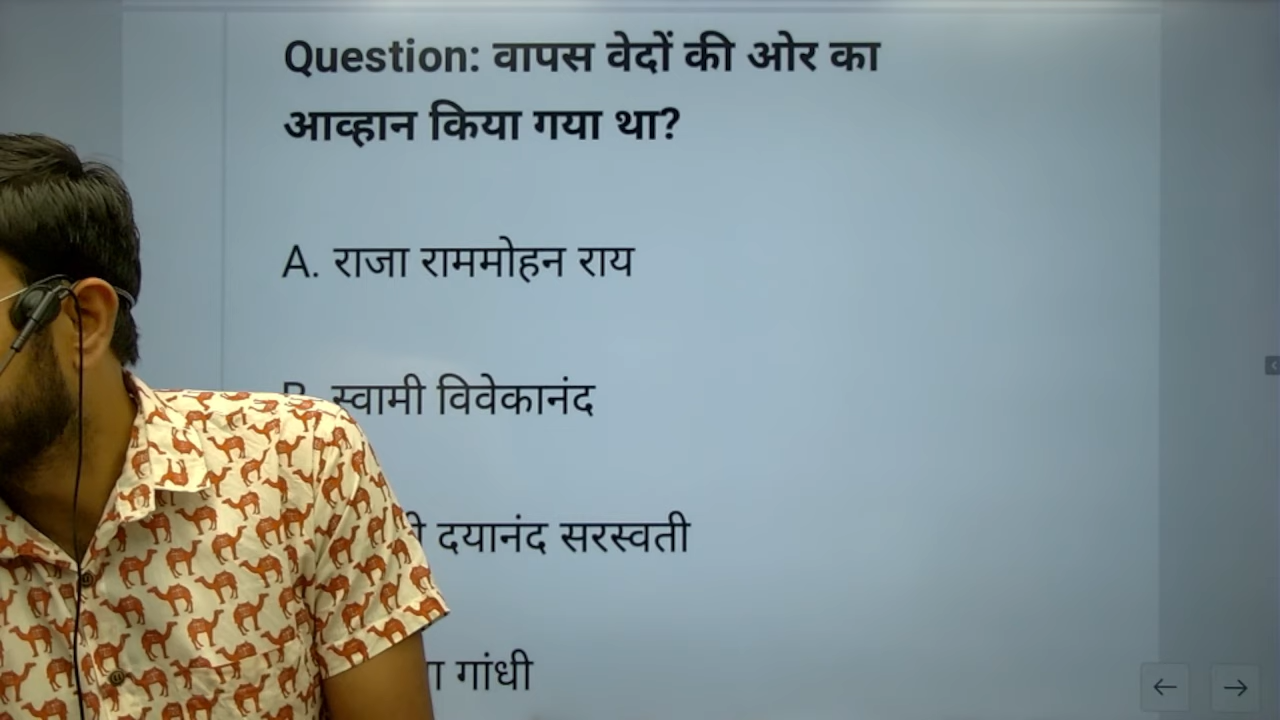 Question: वापस वेदों की ओर का
आव्हान किया गया था?
A. राजा राममोहन राय
स्वामी विवेकानंद
दयानंद सरस्वती
गांधी